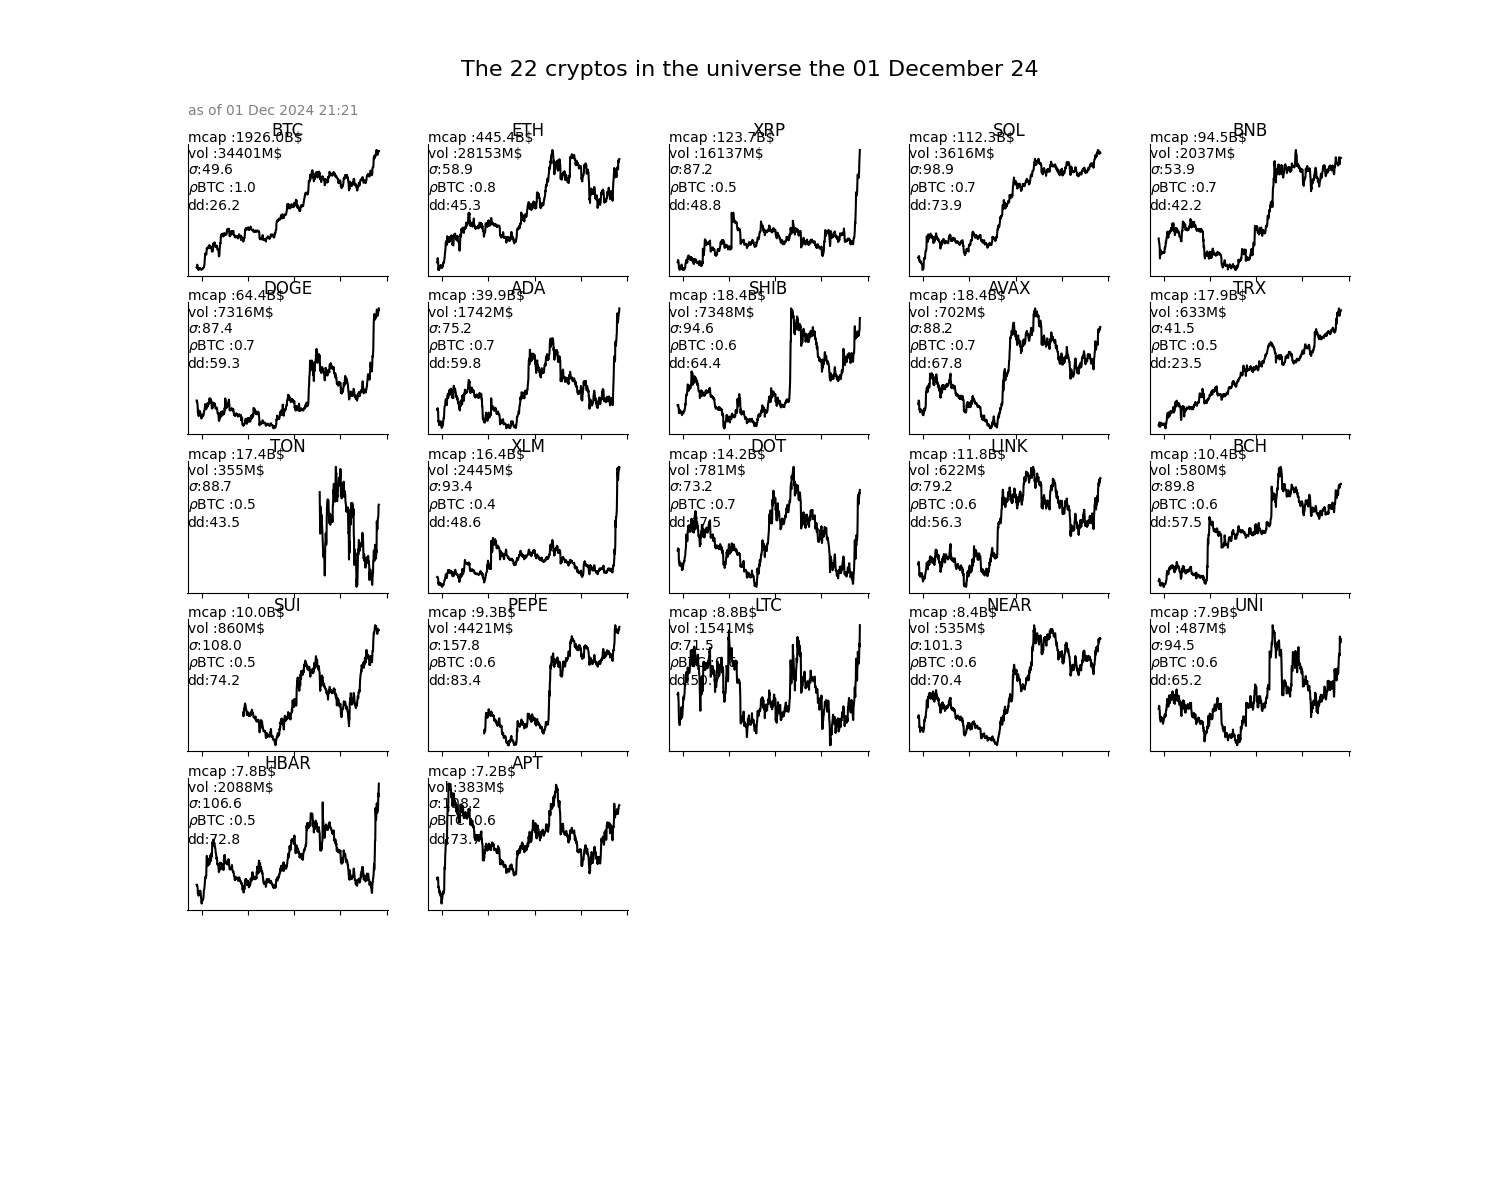 The 22 cryptos in the universe the 01 December 24
as of 01 Dec 2024 21:21
BTC
mcap :1926.0B$
vol :34401M$
σ:49.6
ρBTC :1.0
dd:26.2
ETH
mcap :445.4B$
vol :28153M$
σ:58.9
ρBTC :0.8
dd:45.3
XRP
mcap :123.7B$
vol :16137M$
σ:87.2
ρBTC :0.5
dd:48.8
SOL
mcap :112.3B$
vol :3616M$
σ:98.9
ρBTC :0.7
dd:73.9
BNB
mcap :94.5B$
vol :2037M$
σ:53.9
ρBTC :0.7
dd:42.2
DOGE
mcap :64.4B$
vol :7316M$
σ:87.4
ρBTC :0.7
dd:59.3
ADA
mcap :39.9B$
vol :1742M$
σ:75.2
ρBTC :0.7
dd:59.8
SHIB
mcap :18.4B$
vol :7348M$
σ:94.6
ρBTC :0.6
dd:64.4
AVAX
mcap :18.4B$
vol :702M$
σ:88.2
ρBTC :0.7
dd:67.8
TRX
mcap :17.9B$
vol :633M$
σ:41.5
ρBTC :0.5
dd:23.5
TON
mcap :17.4B$
vol :355M$
σ:88.7
ρBTC :0.5
dd:43.5
XLM
mcap :16.4B$
vol :2445M$
σ:93.4
ρBTC :0.4
dd:48.6
DOT
mcap :14.2B$
vol :781M$
σ:73.2
ρBTC :0.7
LINK
mcap :11.8B$
vol :622M$
σ:79.2
ρBTC :0.6
dd:56.3
BCH
mcap :10.4B$
vol :580M$
σ:89.8
ρBTC :0.6
dd:57.5
SUI
mcap :10.0B$
vol :860M$
σ:108.0
ρBTC :0.5
dd:74.2
PEPE
mcap :9.3B$
vol :4421M$
σ:157.8
ρBTC :0.6
dd:83.4
LTC
mcap :8.8B$
vol :1541M$
σ:71.5
NEAR
mcap :8.4B$
vol :535M$
σ:101.3
ρBTC :0.6
dd:70.4
UNI
mcap :7.9B$
vol :487M$
σ:94.5
ρBTC :0.6
dd:65.2
HBAR
mcap :7.8B$
vol :2088M$
σ:106.6
ρBTC :0.5
dd:72.8
APT
mcap :7.2B$
vol :383M$
σ:108.2
ρBTC :0.6